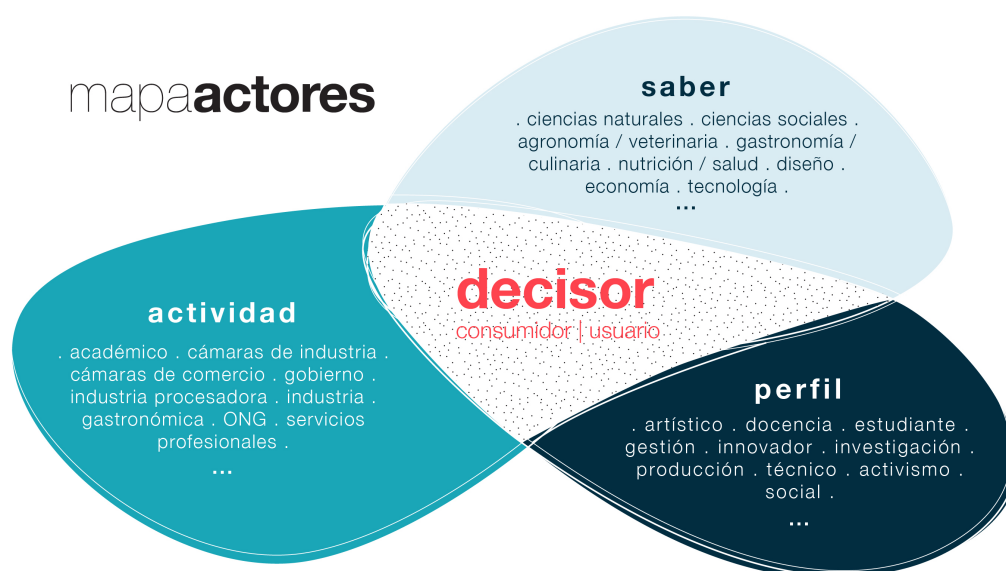 mapaactores
saber
. ciencias naturales . ciencias sociales .
agronomía / veterinaria . gastronomía /
culinaria . nutrición / salud . diseño .
economía . tecnología .
...
decisor
consumidor | usuario
actividad
. académico . cámaras de industria .
cámaras de comercio . gobierno .
industria procesadora . industria .
gastronómica . ONG . servicios
profesionales .
...
perfil
. artístico . docencia . estudiante .
gestión . innovador . investigación .
producción . técnico . activismo .
social .
...